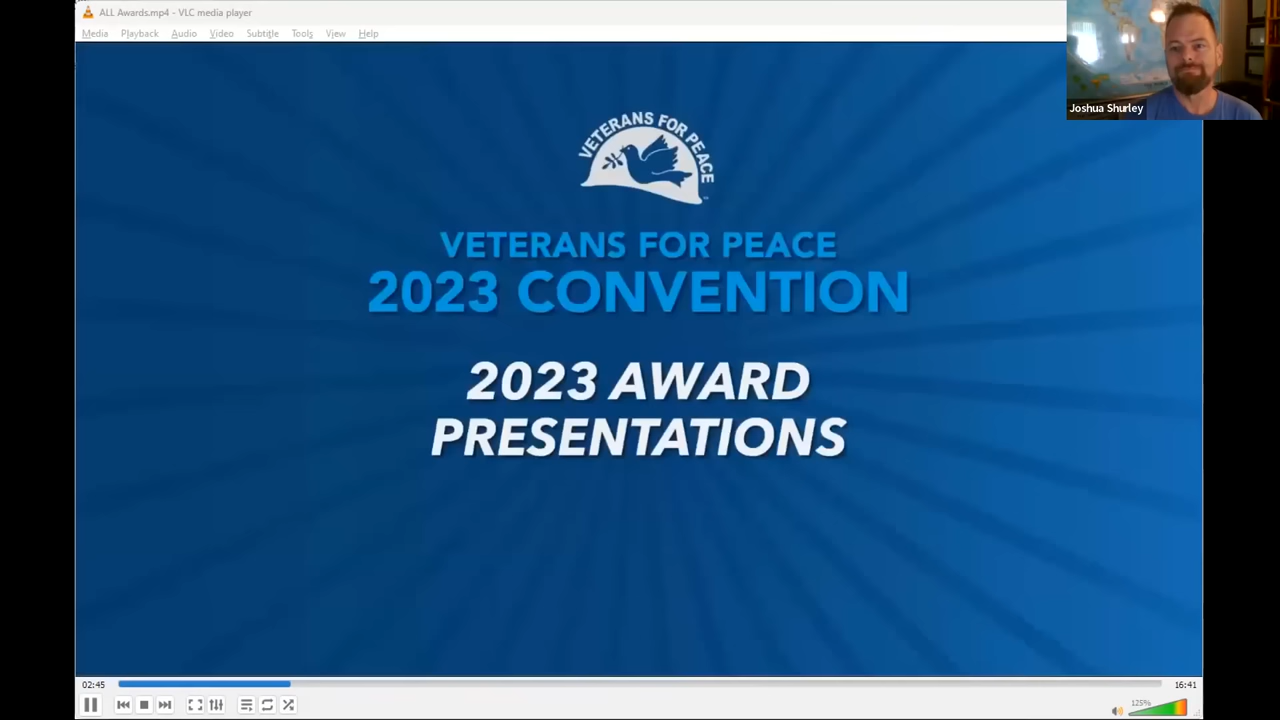 ALL Awards.mp4 - VLC media player
Media Playback Audio Video Subtitle Tools View Help
Joshua Shurley
VETERANS FOR PEACE
VETERANS FOR PEACE
2023 CONVENTION
2023 AWARD
PRESENTATIONS
02:45
16:41
125%